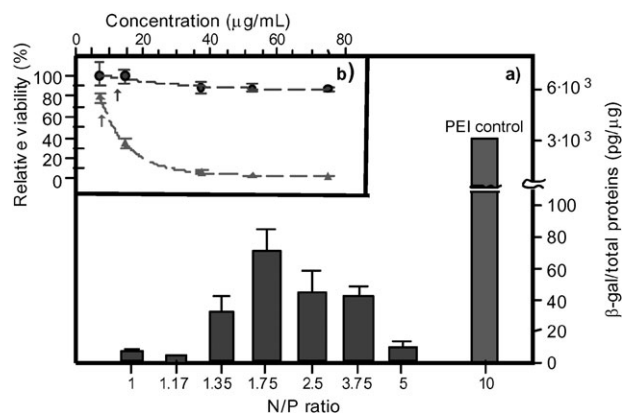 Concentration (µg/mL)
0 20 40 60 80
Relative viability (%)
100
80
60
40
20
0
b)
a)
PEI control
6·10³
3·10³
100
80
60
40
20
0
β-gal/total proteins (pg/µg)
1 1.17 1.35 1.75 2.5 3.75 5 10
N/P ratio